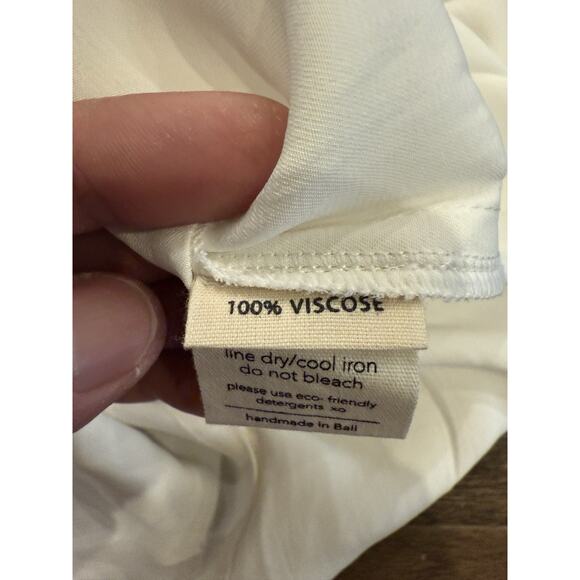 100% VISCOSE
line dry/cool iron
do not bleach
please use eco- friendly
detergents xo
handmade in Bali